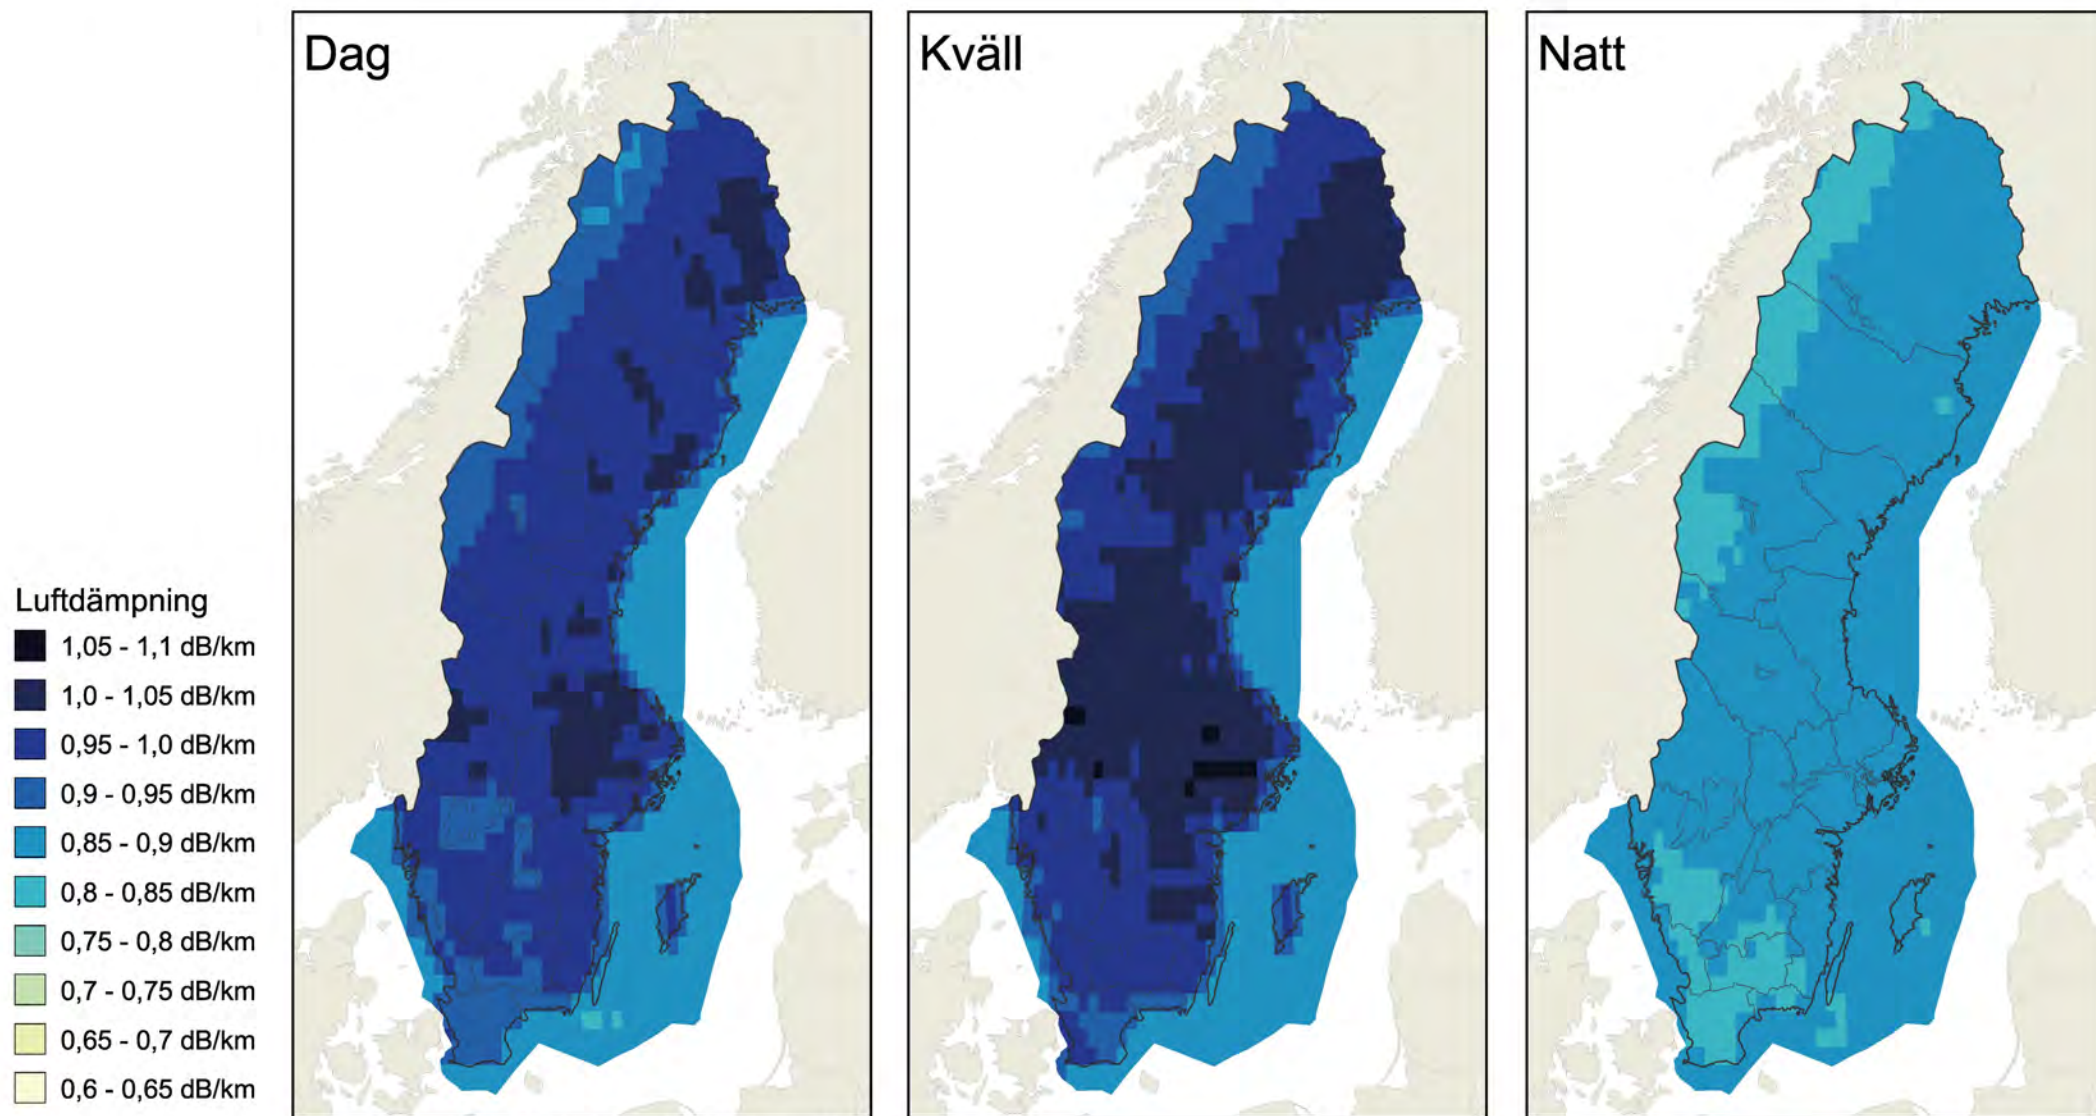 Dag
Kväll
Natt
Luftdämpning
1,05 - 1,1 dB/km
1,0 - 1,05 dB/km
0,95 - 1,0 dB/km
0,9 - 0,95 dB/km
0,85 - 0,9 dB/km
0,8 - 0,85 dB/km
0,75 - 0,8 dB/km
0,7 - 0,75 dB/km
0,65 - 0,7 dB/km
0,6 - 0,65 dB/km